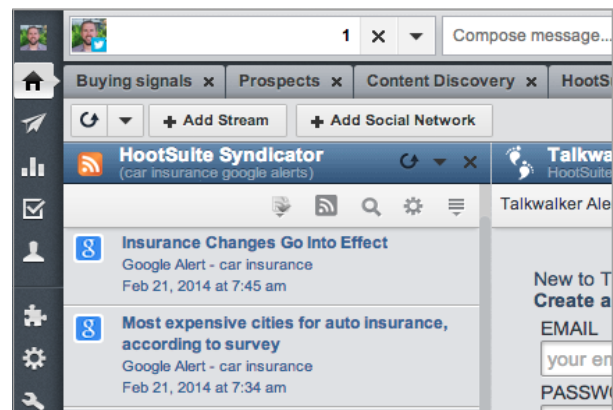 1
Compose message...
Buying signals
Prospects
Content Discovery
HootS
Add Stream
Add Social Network
HootSuite Syndicator
(car insurance google alerts)
Talkwa
HootSuite
Talkwalker Ale
Insurance Changes Go Into Effect
Google Alert - car insurance
Feb 21, 2014 at 7:45 am
New to T
Create a
EMAIL
your em
PASSW
Most expensive cities for auto insurance,
according to survey
Google Alert - car insurance
Feb 21, 2014 at 7:34 am